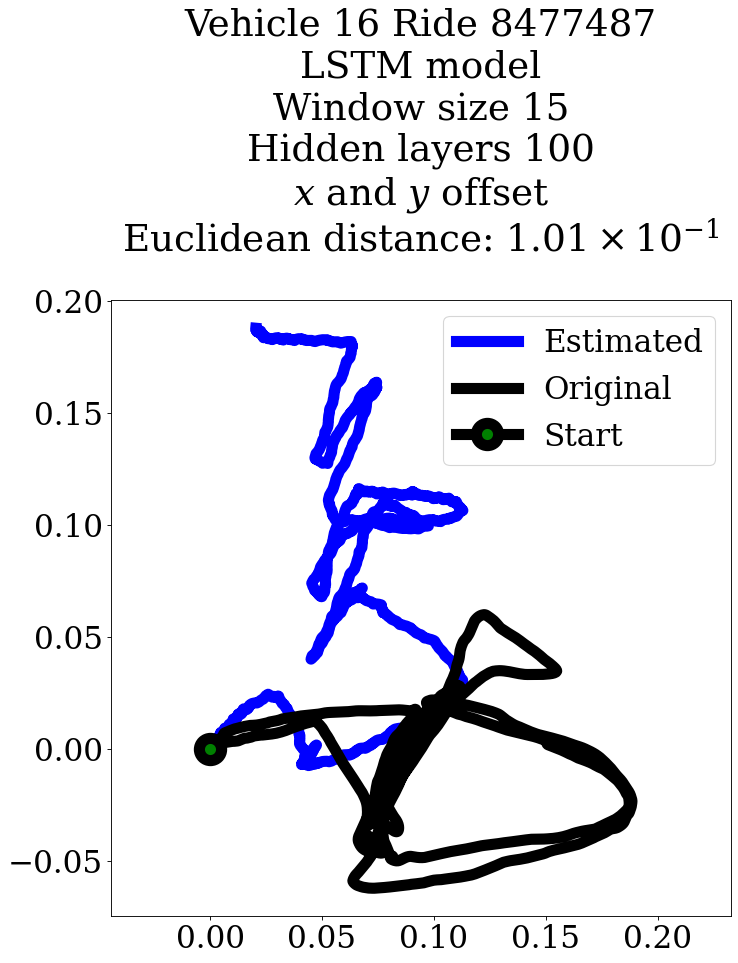 Vehicle 16 Ride 8477487
LSTM model
Window size 15
Hidden layers 100
x and y offset
Euclidean distance: 1.01 × 10⁻¹
0.20
0.15
0.10
0.05
0.00
−0.05
Estimated
Original
Start
0.00 0.05 0.10 0.15 0.20